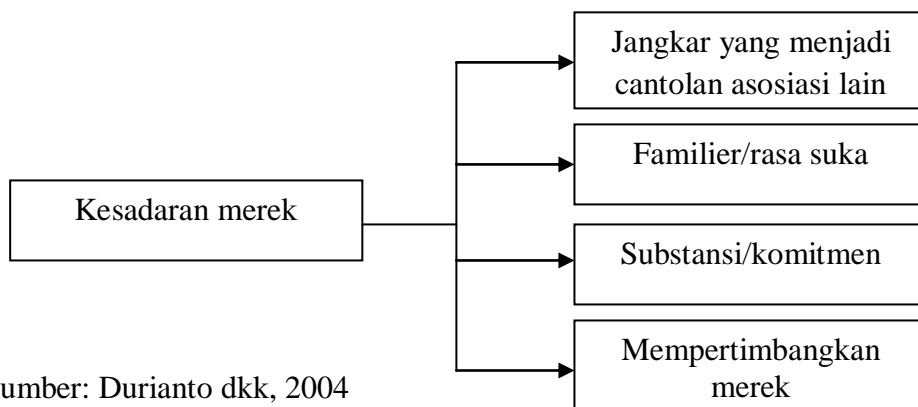 Jangkar yang menjadi
cantolan asosiasi lain
Familier/rasa suka
Kesadaran merek
Substansi/komitmen
Mempertimbangkan
merek
umber: Durianto dkk, 2004